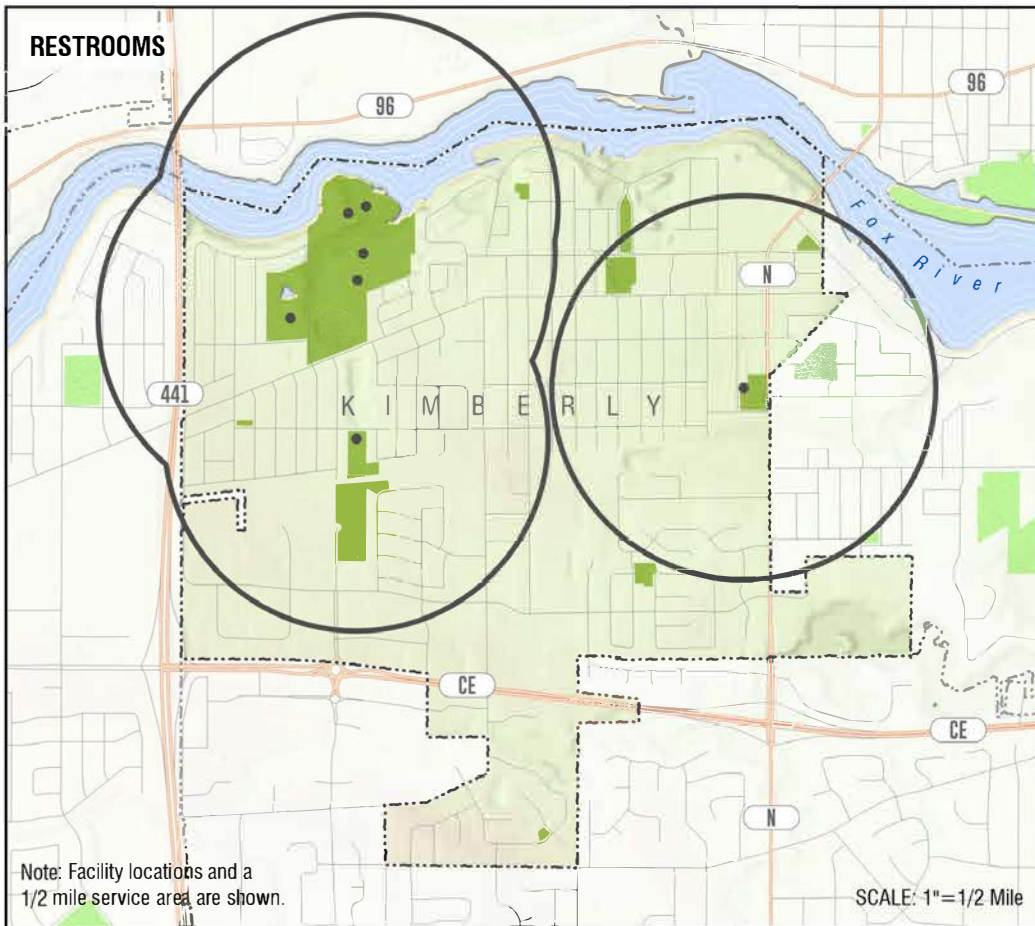 RESTROOMS
96
96
Fox River
N
441
KIMBERLY
CE
CE
N
Note: Facility locations and a
1/2 mile service area are shown.
SCALE: 1"=1/2 Mile